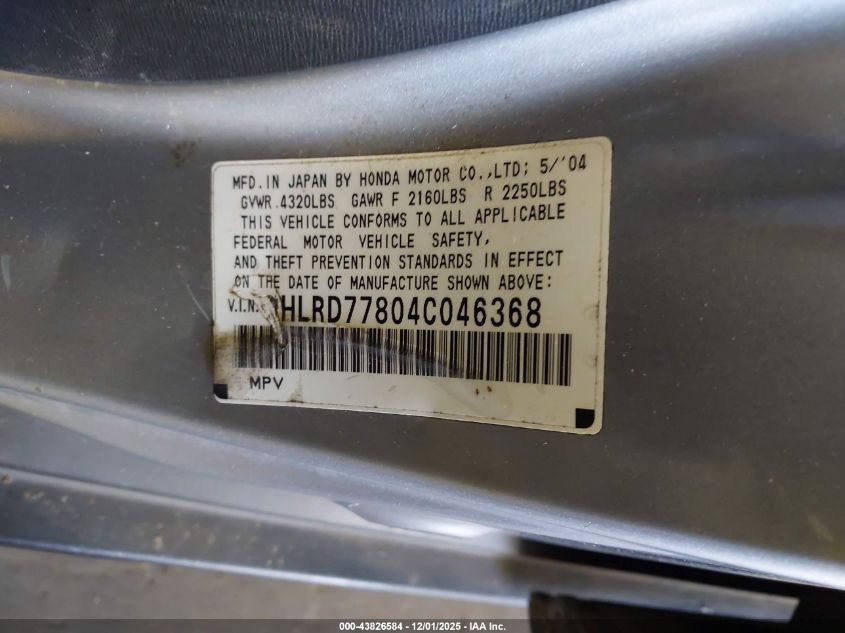 MFD. IN JAPAN BY HONDA MOTOR CO.,LTD; 5/'04
GVWR 4320LBS GAWR F 2160LBS R 2250LBS
THIS VEHICLE CONFORMS TO ALL APPLICABLE
FEDERAL MOTOR VEHICLE SAFETY,
AND THEFT PREVENTION STANDARDS IN EFFECT
ON THE DATE OF MANUFACTURE SHOWN ABOVE:
V.I.N. HLRD77804C046368
MPV
000-43826584 - 12/01/2025 - IAA Inc.